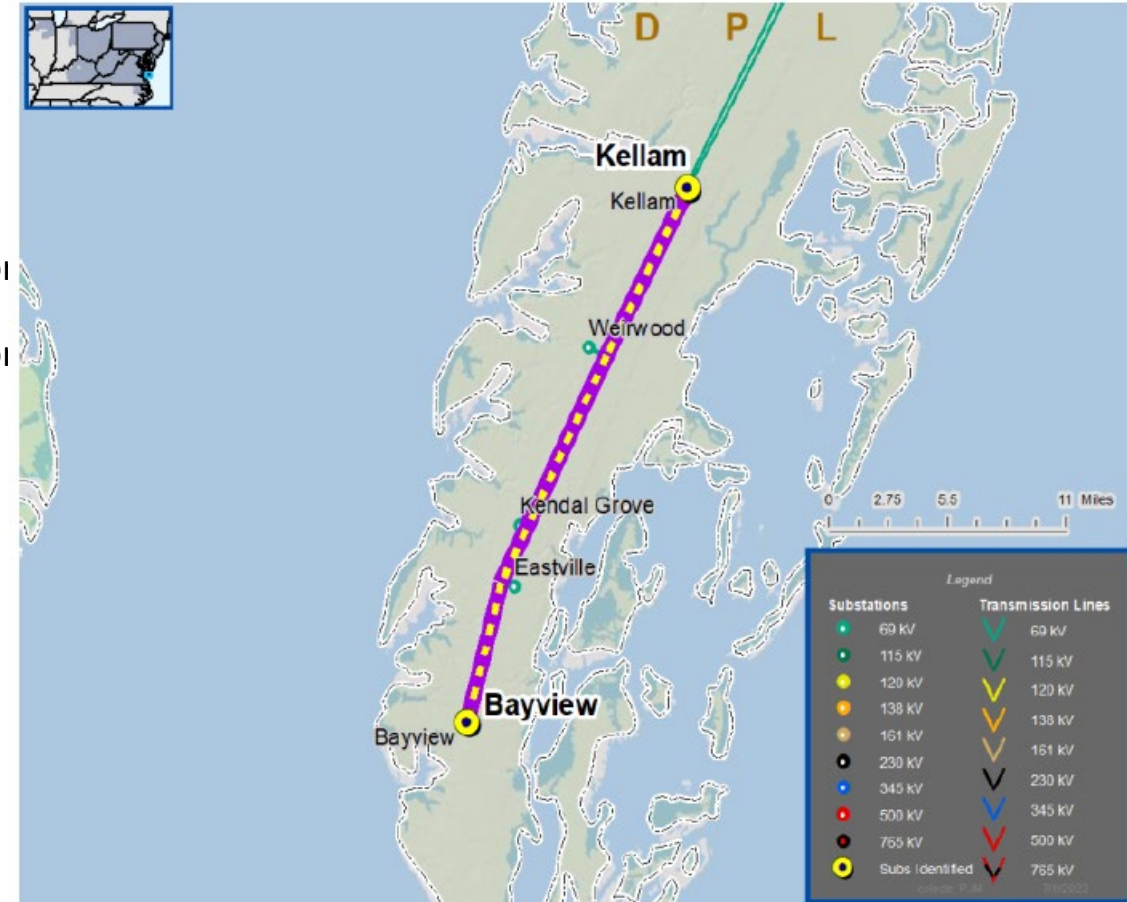 D P L
Kellam
Kellam
Weirwood
Kendal Grove
Eastville
Bayview
Bayview
0 2.75 5.5 11 Miles
Legend
Substations Transmission Lines
69 kV 69 kV
115 kV 115 kV
120 kV 120 kV
138 kV 138 kV
161 kV 161 kV
230 kV 230 kV
345 kV 345 kV
500 kV 500 kV
765 kV 765 kV
Subs Identified